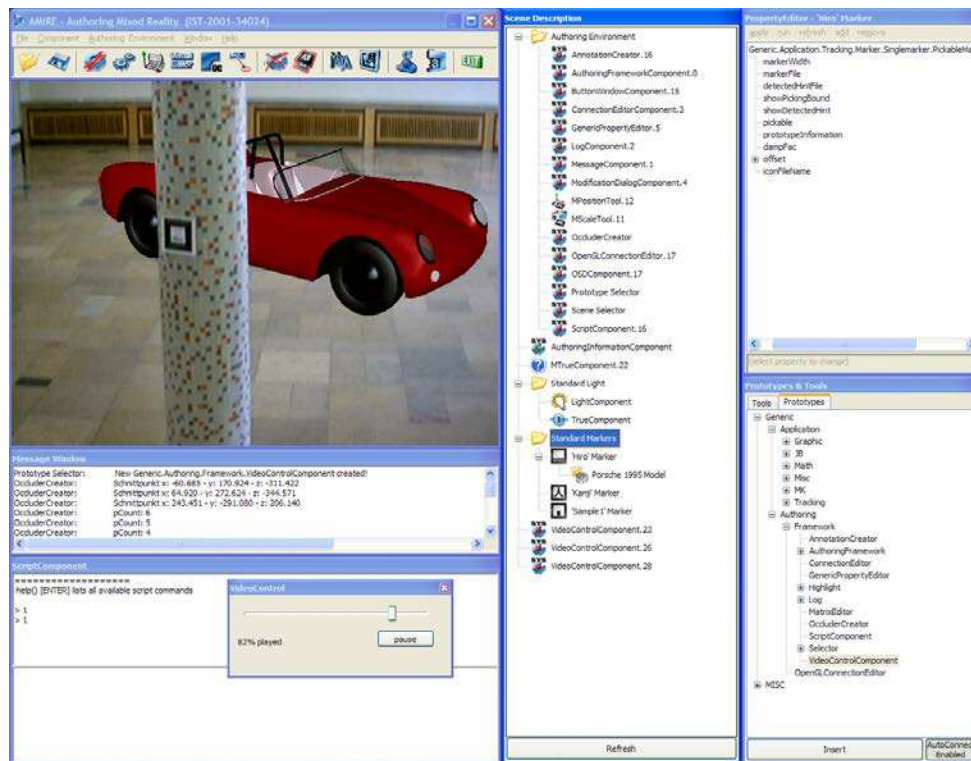 AMIRE - Authoring Mixed Reality (IST-2001-34024)
File Component Authoring Environment Window Help
Message Window
Prototype Selector: New Generic.Authoring.Framework.VideoControlComponent created!
OccluderCreator: Schnittpunkt x: -60.685 - y: 170.924 - z: -311.422
OccluderCreator: Schnittpunkt x: 64.920 - y: 272.624 - z: -344.571
OccluderCreator: Schnittpunkt x: 243.451 - y: -291.080 - z: 206.140
OccluderCreator: pCount: 6
OccluderCreator: pCount: 5
OccluderCreator: pCount: 4
ScriptComponent
===================
help() [ENTER] lists all available script commands
> 1
> 1
VideoControl
82% played
pause
Scene Description
Authoring Environment
AnnotationCreator.16
AuthoringFrameworkComponent.0
ButtonWindowComponent.15
ConnectionEditorComponent.3
GenericPropertyEditor.5
LogComponent.2
MessageComponent.1
ModificationDialogComponent.4
MPositionTool.12
MScaleTool.11
OccluderCreator
OpenGLConnectionEditor.17
OSDComponent.17
Prototype Selector
Scene Selector
ScriptComponent.16
AuthoringInformationComponent
MTrueComponent.22
Standard Light
LightComponent
TrueComponent
Standard Markers
'Hiro' Marker
Porsche 1995 Model
'Kanji' Marker
'Sample1' Marker
VideoControlComponent.23
VideoControlComponent.26
VideoControlComponent.28
Refresh
PropertyEditor - 'Hiro' Marker
apply run refresh add remove
Generic.Application.Tracking.Marker.Singlemarker.PickableMa
markerWidth
markerFile
detectedHintFile
showPickingBound
showDetectedHint
pickable
prototypeInformation
dampFac
offset
iconFileName
(select property to change)
Prototypes & Tools
Tools Prototypes
Generic
Application
Graphic
JB
Math
Misc
MK
Tracking
Authoring
Framework
AnnotationCreator
AuthoringFramework
ConnectionEditor
GenericPropertyEditor
Highlight
Log
MatrixEditor
OccluderCreator
ScriptComponent
Selector
VideoControlComponent
OpenGLConnectionEditor
MISC
Insert
AutoConnec
Enabled